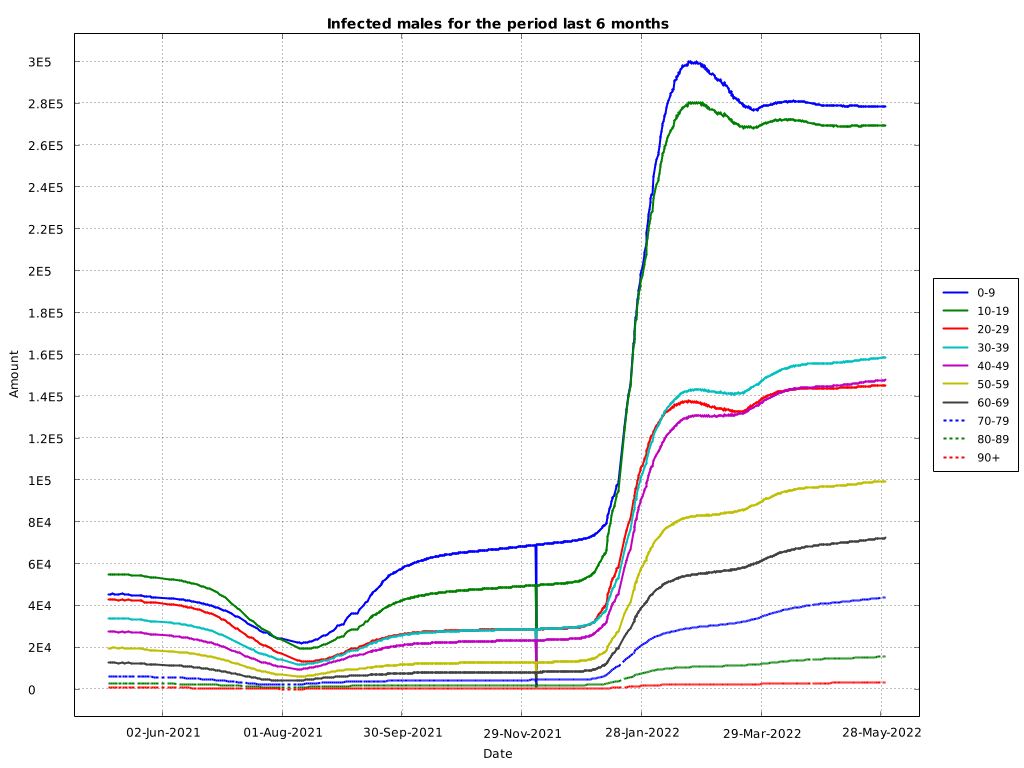 Infected males for the period last 6 months
3E5
2.8E5
2.6E5
2.4E5
2.2E5
2E5
1.8E5
1.6E5
1.4E5
1.2E5
1E5
8E4
6E4
4E4
2E4
0
Amount
02-Jun-2021
01-Aug-2021
30-Sep-2021
29-Nov-2021
28-Jan-2022
29-Mar-2022
28-May-2022
Date
0-9
10-19
20-29
30-39
40-49
50-59
60-69
70-79
80-89
90+